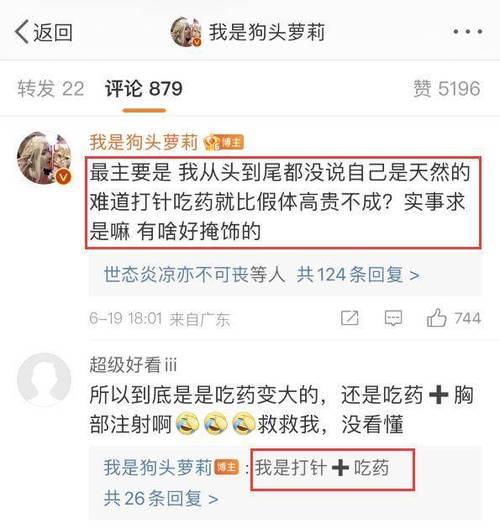 返回
我是狗头萝莉
转发 22
评论 879
赞 5196
我是狗头萝莉 博主
最主要是 我从头到尾都没说自己是天然的
难道打针吃药就比假体高贵不成？实事求
是嘛 有啥好掩饰的
世态炎凉亦不可丧等人 共124条回复 >
6-19 18:01 来自广东
744
超级好看iii
所以到底是是吃药变大的，还是吃药➕胸
部注射啊🤣🤣🤣救救我，没看懂
我是狗头萝莉 博主 : 我是打针➕吃药
共26条回复 >